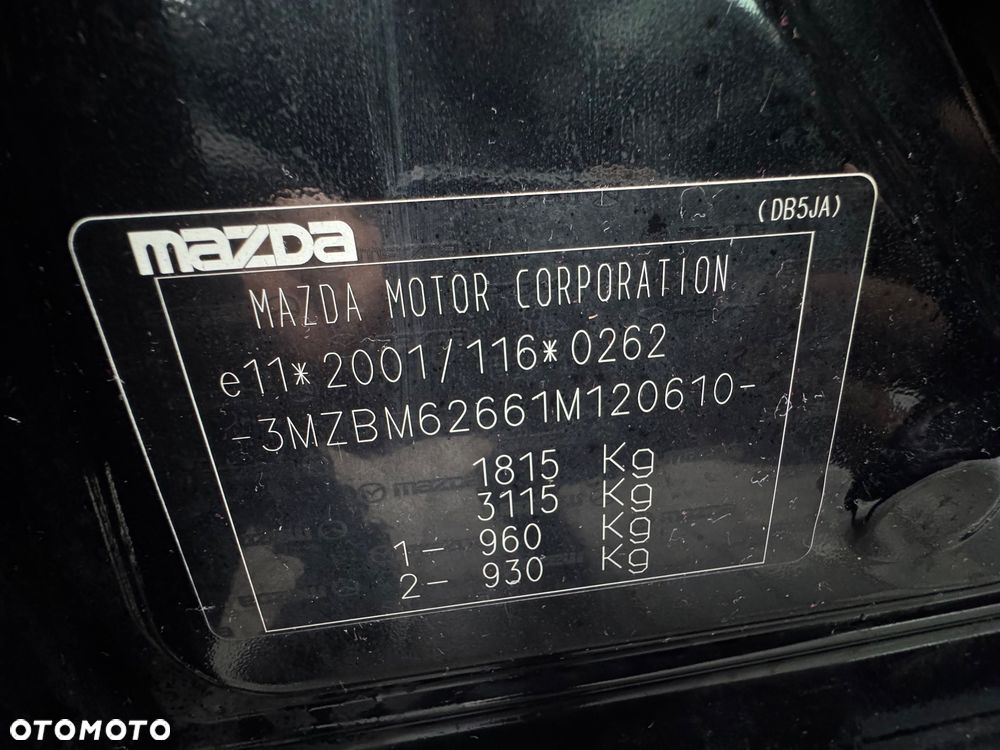 mazda
(DB5JA)
MAZDA MOTOR CORPORATION
e11*2001/116*0262
-3MZBM62661M120610-
1815 Kg
3115 Kg
1- 960 Kg
2- 930 Kg
OTOMOTO